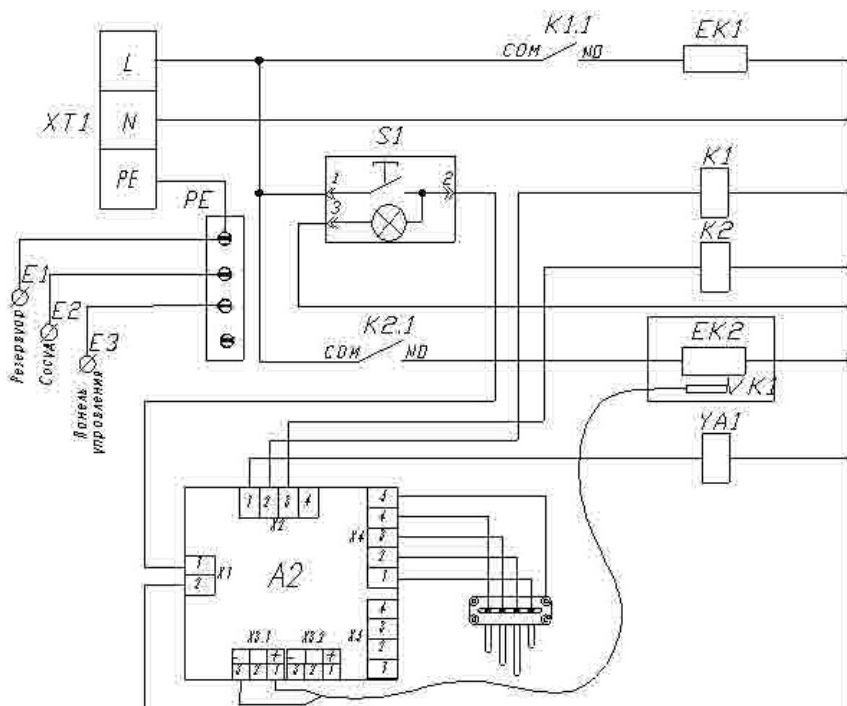 K1.1
EK1
L
COM
NO
XT1
N
S1
PE
1
2
K1
PE
3
K2
E1
E2
K2.1
Резервуар
Сосуд
E3
COM
NO
EK2
VK1
Панель
управления
YA1
1 2 3 4
X2
5
4
3
2
1
X4
1
2
X1
A2
4
3
2
1
X5
X3.1
X3.2
- +
- +
3 2 1
3 2 1